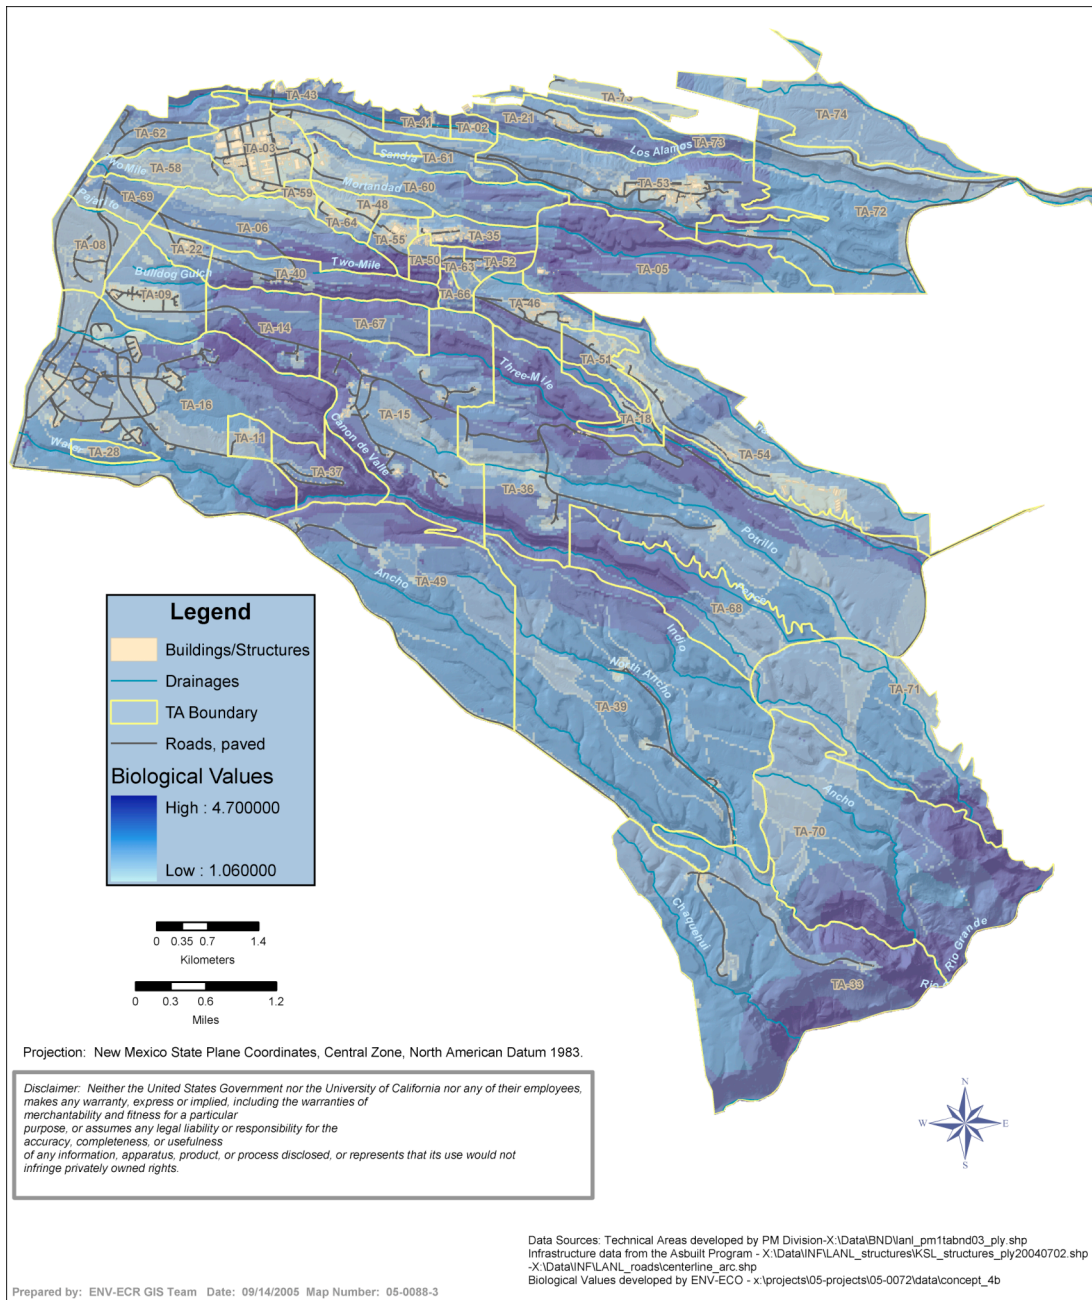 TA-43
TA-73
TA-74
TA-62
TA-41
TA-02
TA-21
TA-03
Los Alamos
TA-73
Sandia
TA-61
Two-Mile
TA-58
Mortandad
TA-60
TA-53
TA-59
TA-48
TA-69
Pajarito
TA-72
TA-64
TA-06
TA-55
TA-35
TA-08
TA-22
Two-Mile
TA-50
TA-63
TA-52
TA-05
Bulldog Gulch
TA-40
TA-09
TA-66
TA-46
TA-14
TA-67
TA-51
Three-Mile
TA-16
TA-15
TA-18
TA-11
Canon de Valle
Water
TA-28
TA-54
TA-37
TA-36
Potrillo
Ancho
TA-49
Fence
TA-68
Indio
North Ancho
TA-71
TA-39
Ancho
TA-70
Chaquehui
Rio Grande
TA-33
Legend
Buildings/Structures
Drainages
TA Boundary
Roads, paved
Biological Values
High : 4.700000
Low : 1.060000
0 0.35 0.7 1.4
Kilometers
0 0.3 0.6 1.2
Miles
Projection: New Mexico State Plane Coordinates, Central Zone, North American Datum 1983.
Disclaimer: Neither the United States Government nor the University of California nor any of their employees,
makes any warranty, express or implied, including the warranties of
merchantability and fitness for a particular
purpose, or assumes any legal liability or responsibility for the
accuracy, completeness, or usefulness
of any information, apparatus, product, or process disclosed, or represents that its use would not
infringe privately owned rights.
N
W E
S
Data Sources: Technical Areas developed by PM Division-X:\Data\BND\lanl_pm1tabnd03_ply.shp
Infrastructure data from the Asbuilt Program - X:\Data\INF\LANL_structures\KSL_structures_ply20040702.shp
-X:\Data\INF\LANL_roads\centerline_arc.shp
Biological Values developed by ENV-ECO - x:\projects\05-projects\05-0072\data\concept_4b
Prepared by: ENV-ECR GIS Team Date: 09/14/2005 Map Number: 05-0088-3